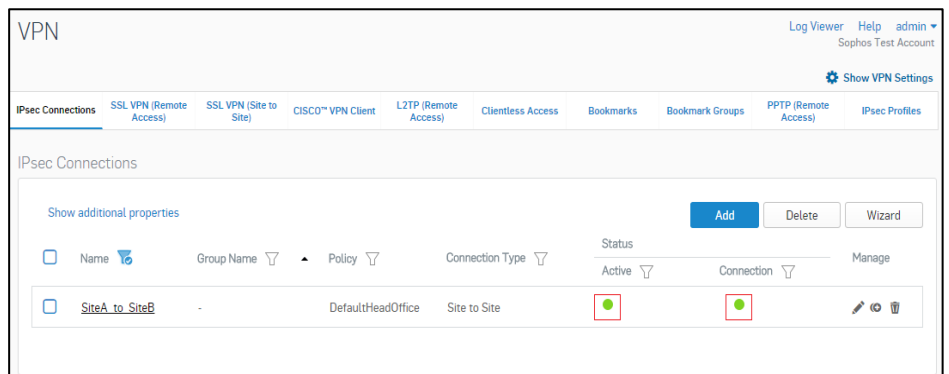 VPN
Log Viewer Help admin
Sophos Test Account
Show VPN Settings
IPsec Connections
SSL VPN (Remote
Access)
SSL VPN (Site to
Site)
CISCO™ VPN Client
L2TP (Remote
Access)
Clientless Access
Bookmarks
Bookmark Groups
PPTP (Remote
Access)
IPsec Profiles
IPsec Connections
Show additional properties
Add Delete Wizard
Name Group Name Policy Connection Type Status Manage
Active Connection
SiteA_to_SiteB - DefaultHeadOffice Site to Site